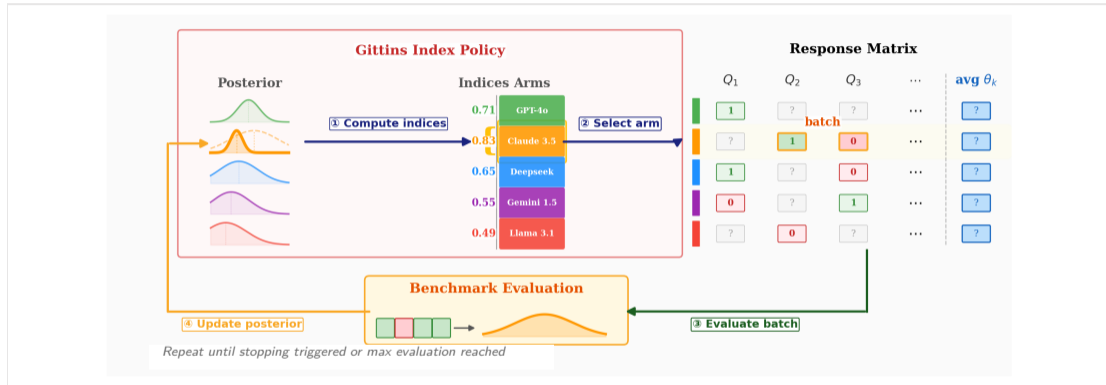 Gittins Index Policy
Response Matrix
Posterior
Indices Arms
Q1 Q2 Q3 ... avg θk
0.71 GPT-4o 1 ? ? ... ?
① Compute indices
② Select arm
batch
0.83 Claude 3.5 ? 1 0 ... ?
0.65 Deepseek 1 ? 0 ... ?
0.55 Gemini 1.5 0 ? 1 ... ?
0.49 Llama 3.1 ? 0 ? ... ?
Benchmark Evaluation
④ Update posterior
③ Evaluate batch
Repeat until stopping triggered or max evaluation reached